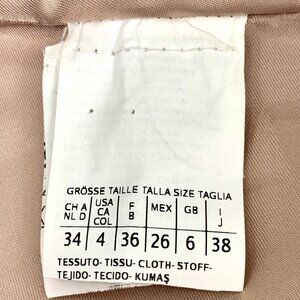 GRÖSSE TAILLE TALLA SIZE TAGLIA
CH A NL D USA CA COL F B MEX GB I J
34 4 36 26 6 38
TESSUTO-TISSU-CLOTH-STOFF-
TEJIDO-TECIDO-KUMAŞ